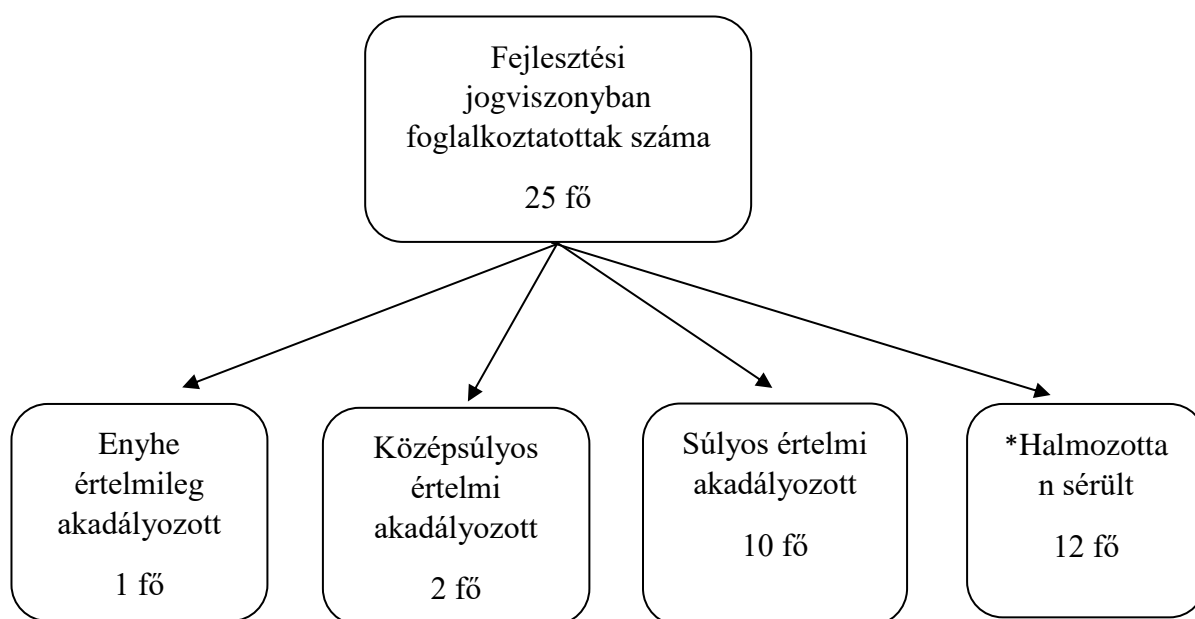 Fejlesztési
jogviszonyban
foglalkoztatottak száma
25 fő
Enyhe
értelmileg
akadályozott
1 fő
Középsúlyos
értelmi
akadályozott
2 fő
Súlyos értelmi
akadályozott
10 fő
*Halmozotta
n sérült
12 fő